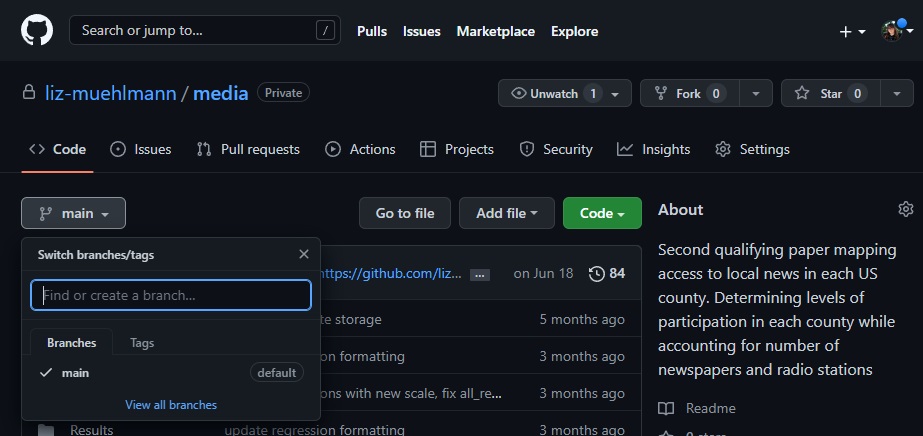 Search or jump to... /
Pulls Issues Marketplace Explore
liz-muehlmann / media Private
Unwatch 1 Fork 0 Star 0
Code Issues Pull requests Actions Projects Security Insights Settings
main Go to file Add file Code
Switch branches/tags
Find or create a branch...
Branches Tags
main default
View all branches
https://github.com/liz... ... on Jun 18 84
te storage 5 months ago
on formatting 3 months ago
ons with new scale, fix all_re... 3 months ago
Results update regression formatting 3 months ago
About
Second qualifying paper mapping
access to local news in each US
county. Determining levels of
participation in each county while
accounting for number of
newspapers and radio stations
Readme
0 stars